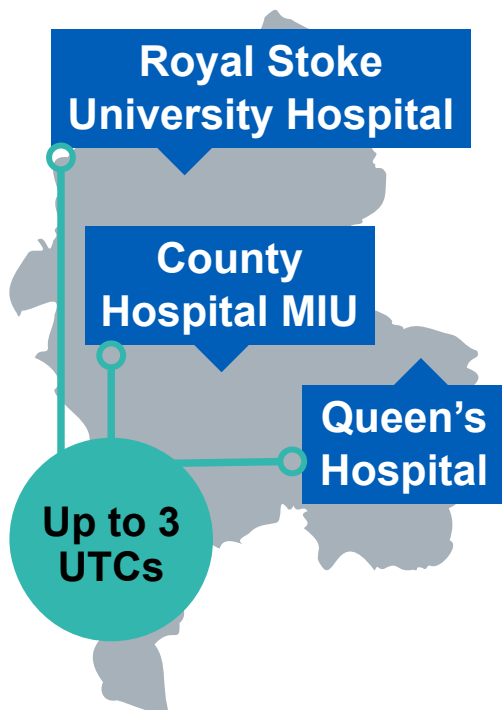 Royal Stoke
University Hospital
County
Hospital MIU
Queen’s
Hospital
Up to 3
UTCs